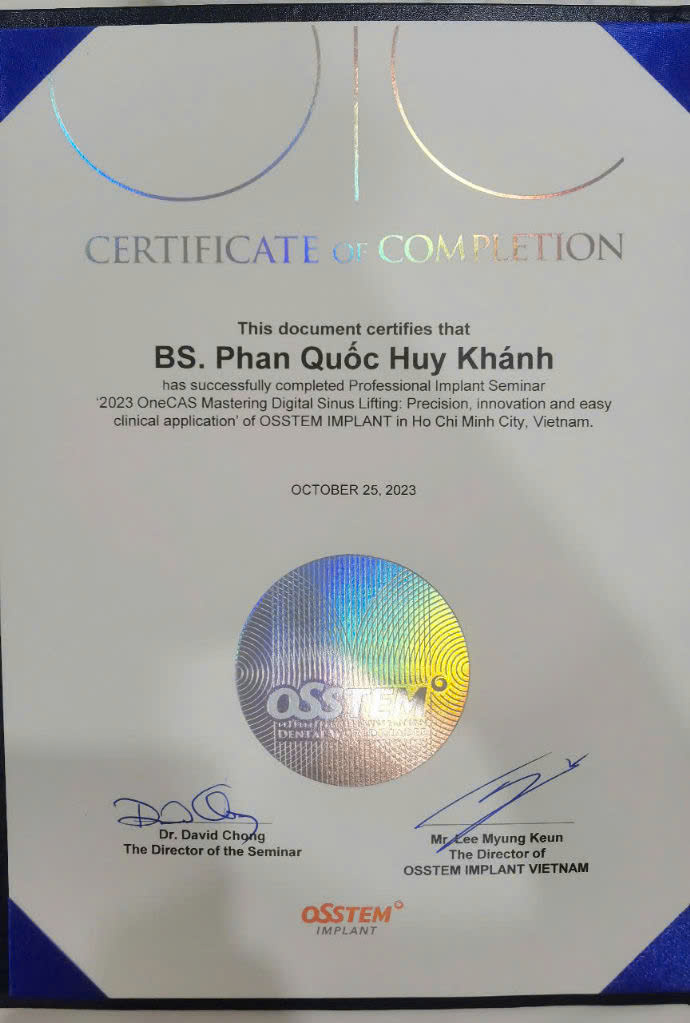 CERTIFICATE OF COMPLETION
This document certifies that
BS. Phan Quốc Huy Khánh
has successfully completed Professional Implant Seminar
‘2023 OneCAS Mastering Digital Sinus Lifting: Precision, innovation and easy
clinical application’ of OSSTEM IMPLANT in Ho Chi Minh City, Vietnam.
OCTOBER 25, 2023
OSSTEM
Dr. David Chong
The Director of the Seminar
Mr. Lee Myung Keun
The Director of
OSSTEM IMPLANT VIETNAM
OSSTEM
IMPLANT